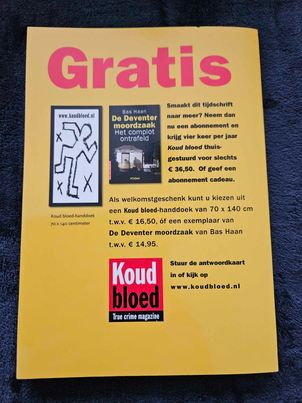 Gratis
www.koudbloed.nl
Koud bloed-handdoek
70 x 140 centimeter
Bas Haan
De Deventer
moordzaak
Het complot
ontrafeld
Smaakt dit tijdschrift
naar meer? Neem dan
nu een abonnement en
krijg vier keer per jaar
Koud bloed thuis-
gestuurd voor slechts
€ 36,50. Of geef een
abonnement cadeau.
Als welkomstgeschenk kunt u kiezen uit
een Koud bloed-handdoek van 70 x 140 cm
t.w.v. € 16,50, óf een exemplaar van
De Deventer moordzaak van Bas Haan
t.w.v. € 14,95.
Koud
bloed
True crime magazine
Stuur de antwoordkaart
in of kijk op
www.koudbloed.nl